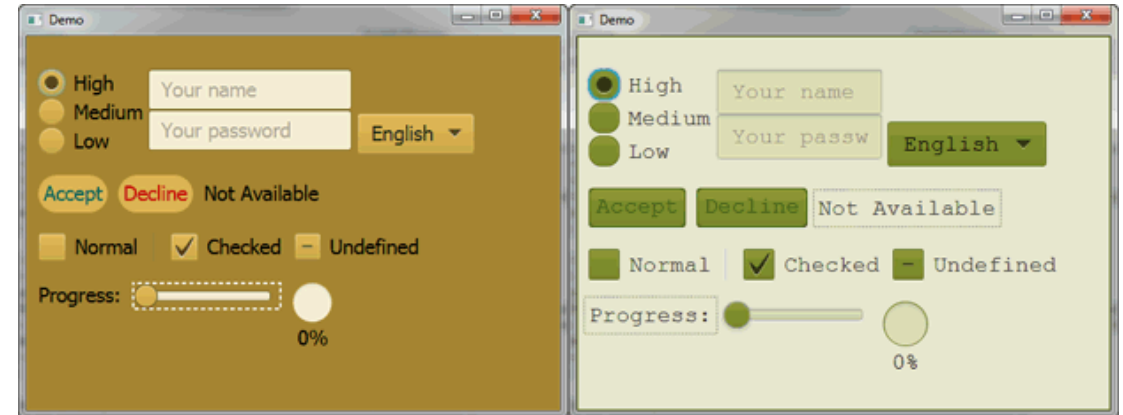 Demo
High
Medium
Low
Your name
Your password
English
Accept Decline Not Available
Normal Checked Undefined
Progress:
0%
Demo
High
Medium
Low
Your name
Your passw
English
Accept Decline Not Available
Normal Checked Undefined
Progress:
0%